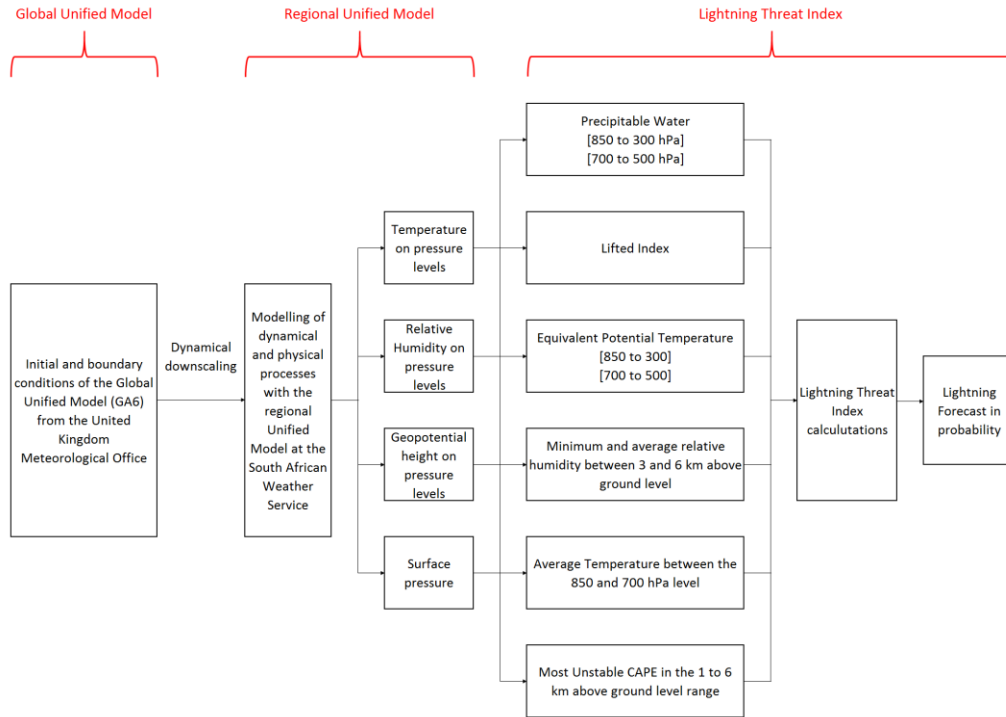 Global Unified Model
Regional Unified Model
Lightning Threat Index
Initial and boundary
conditions of the Global
Unified Model (GA6)
from the United
Kingdom
Meteorological Office
Dynamical
downscaling
Modelling of
dynamical
and physical
processes with
the regional
Unified
Model at the
South African
Weather
Service
Temperature
on pressure
levels
Relative
Humidity on
pressure
levels
Geopotential
height on
pressure
levels
Surface
pressure
Precipitable Water
[850 to 300 hPa]
[700 to 500 hPa]
Lifted Index
Equivalent Potential Temperature
[850 to 300]
[700 to 500]
Minimum and average relative
humidity between 3 and 6 km above
ground level
Average Temperature between the
850 and 700 hPa level
Most Unstable CAPE in the 1 to 6
km above ground level range
Lightning Threat
Index
calculutations
Lightning
Forecast in
probability